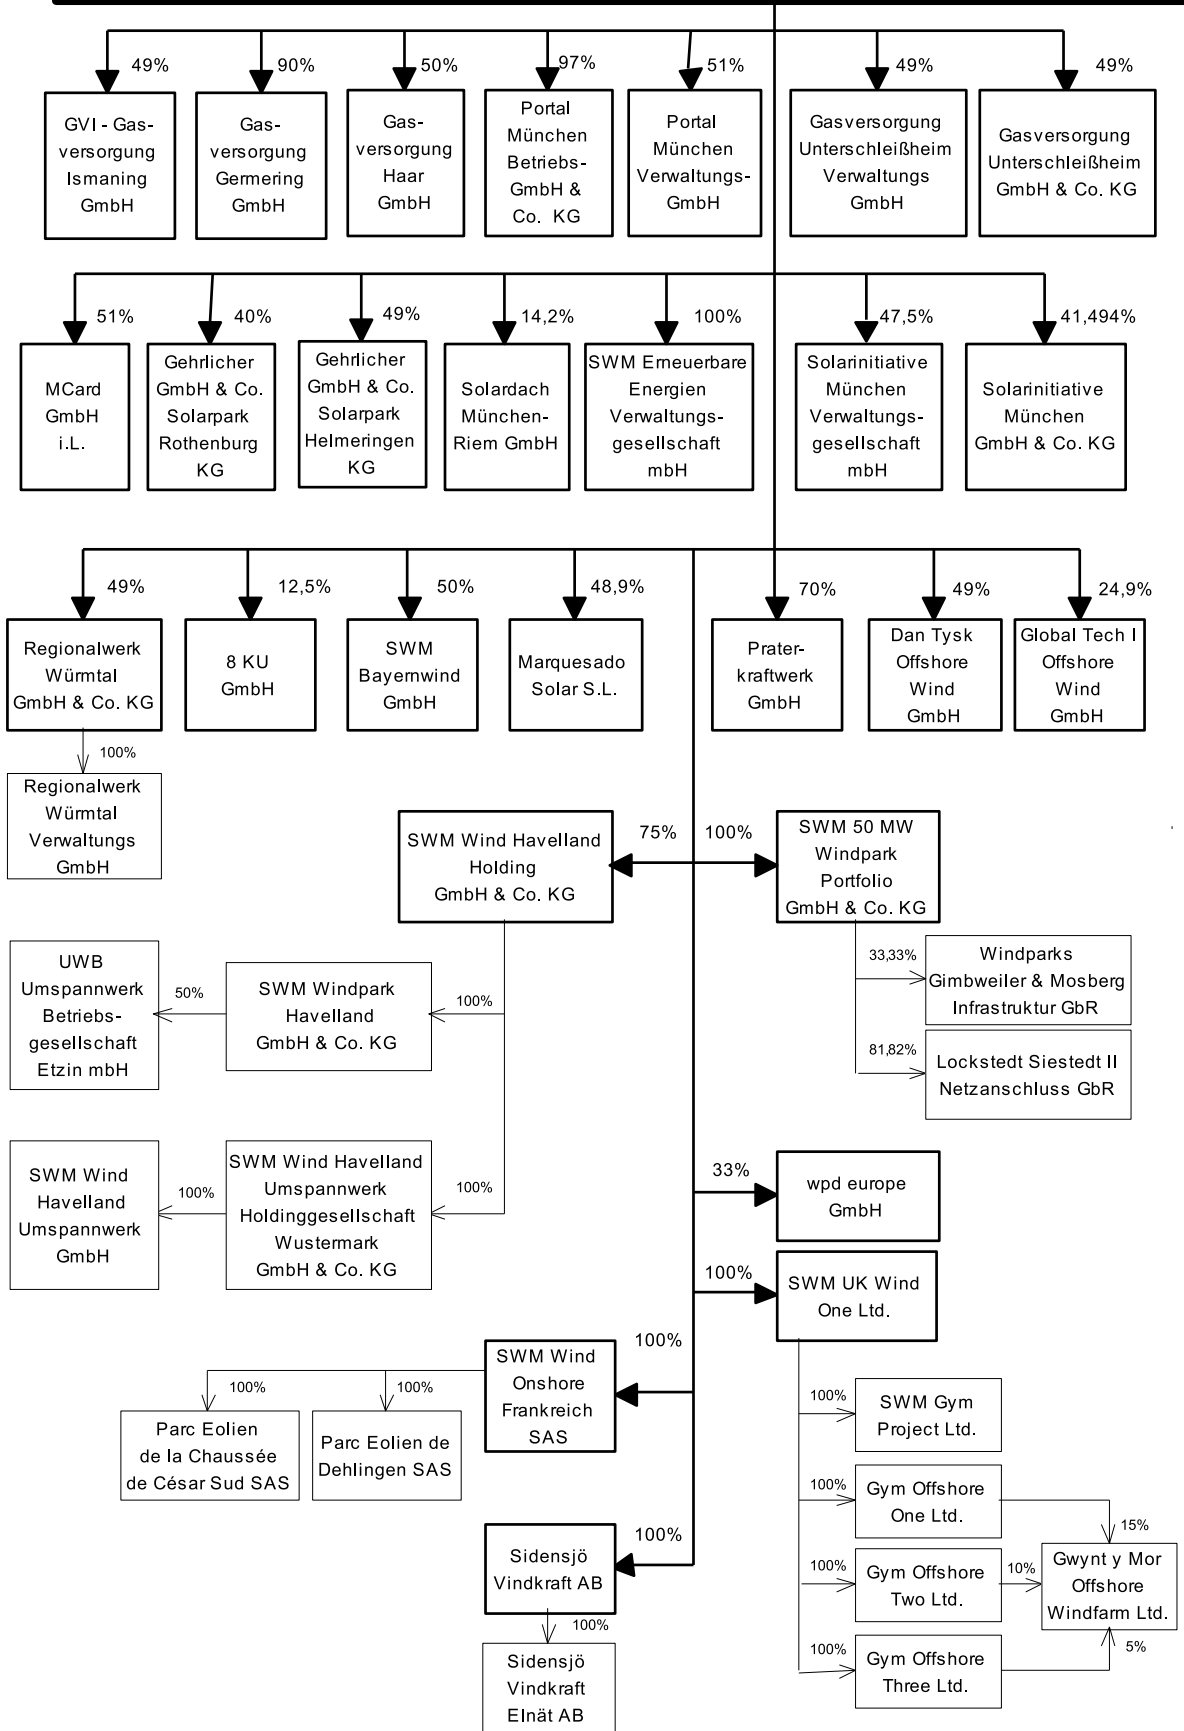 49%
90%
50%
97%
51%
49%
49%
GVI - Gas-
versorgung
Ismaning
GmbH
Gas-
versorgung
Germering
GmbH
Gas-
versorgung
Haar
GmbH
Portal
München
Betriebs-
GmbH &
Co. KG
Portal
München
Verwaltungs-
GmbH
Gasversorgung
Unterschleißheim
Verwaltungs
GmbH
Gasversorgung
Unterschleißheim
GmbH & Co. KG
51%
40%
49%
14,2%
100%
47,5%
41,494%
MCard
GmbH
i.L.
Gehrlicher
GmbH & Co.
Solarpark
Rothenburg
KG
Gehrlicher
GmbH & Co.
Solarpark
Helmeringen
KG
Solardach
München-
Riem GmbH
SWM Erneuerbare
Energien
Verwaltungs-
gesellschaft
mbH
Solarinitiative
München
Verwaltungs-
gesellschaft
mbH
Solarinitiative
München
GmbH & Co. KG
49%
12,5%
50%
48,9%
70%
49%
24,9%
Regionalwerk
Würmtal
GmbH & Co. KG
8 KU
GmbH
SWM
Bayernwind
GmbH
Marquesado
Solar S.L.
Prater-
kraftwerk
GmbH
Dan Tysk
Offshore
Wind
GmbH
Global Tech I
Offshore
Wind
GmbH
100%
Regionalwerk
Würmtal
Verwaltungs
GmbH
SWM Wind Havelland
Holding
GmbH & Co. KG
75%
100%
SWM 50 MW
Windpark
Portfolio
GmbH & Co. KG
33,33%
Windparks
Gimbweiler & Mosberg
Infrastruktur GbR
81,82%
Lockstedt Siestedt II
Netzanschluss GbR
UWB
Umspannwerk
Betriebs-
gesellschaft
Etzin mbH
50%
SWM Windpark
Havelland
GmbH & Co. KG
100%
SWM Wind
Havelland
Umspannwerk
GmbH
100%
SWM Wind Havelland
Umspannwerk
Holdinggesellschaft
Wustermark
GmbH & Co. KG
100%
33%
wpd europe
GmbH
100%
SWM UK Wind
One Ltd.
100%
SWM Wind
Onshore
Frankreich
SAS
100%
100%
Parc Eolien
de la Chaussée
de César Sud SAS
Parc Eolien de
Dehlingen SAS
100%
SWM Gym
Project Ltd.
100%
Gym Offshore
One Ltd.
15%
100%
Gym Offshore
Two Ltd.
10%
Gwynt y Mor
Offshore
Windfarm Ltd.
100%
Gym Offshore
Three Ltd.
5%
100%
Sidensjö
Vindkraft AB
100%
Sidensjö
Vindkraft
Elnät AB